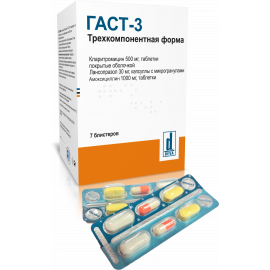 ГАСТ-3
Трехкомпонентная форма
Кларитромицин 500 мг, таблетки
покрытые оболочкой
Лансопразол 30 мг, капсулы с микрогранулами
Амоксициллин 1000 мг, таблетки
7 блистеров